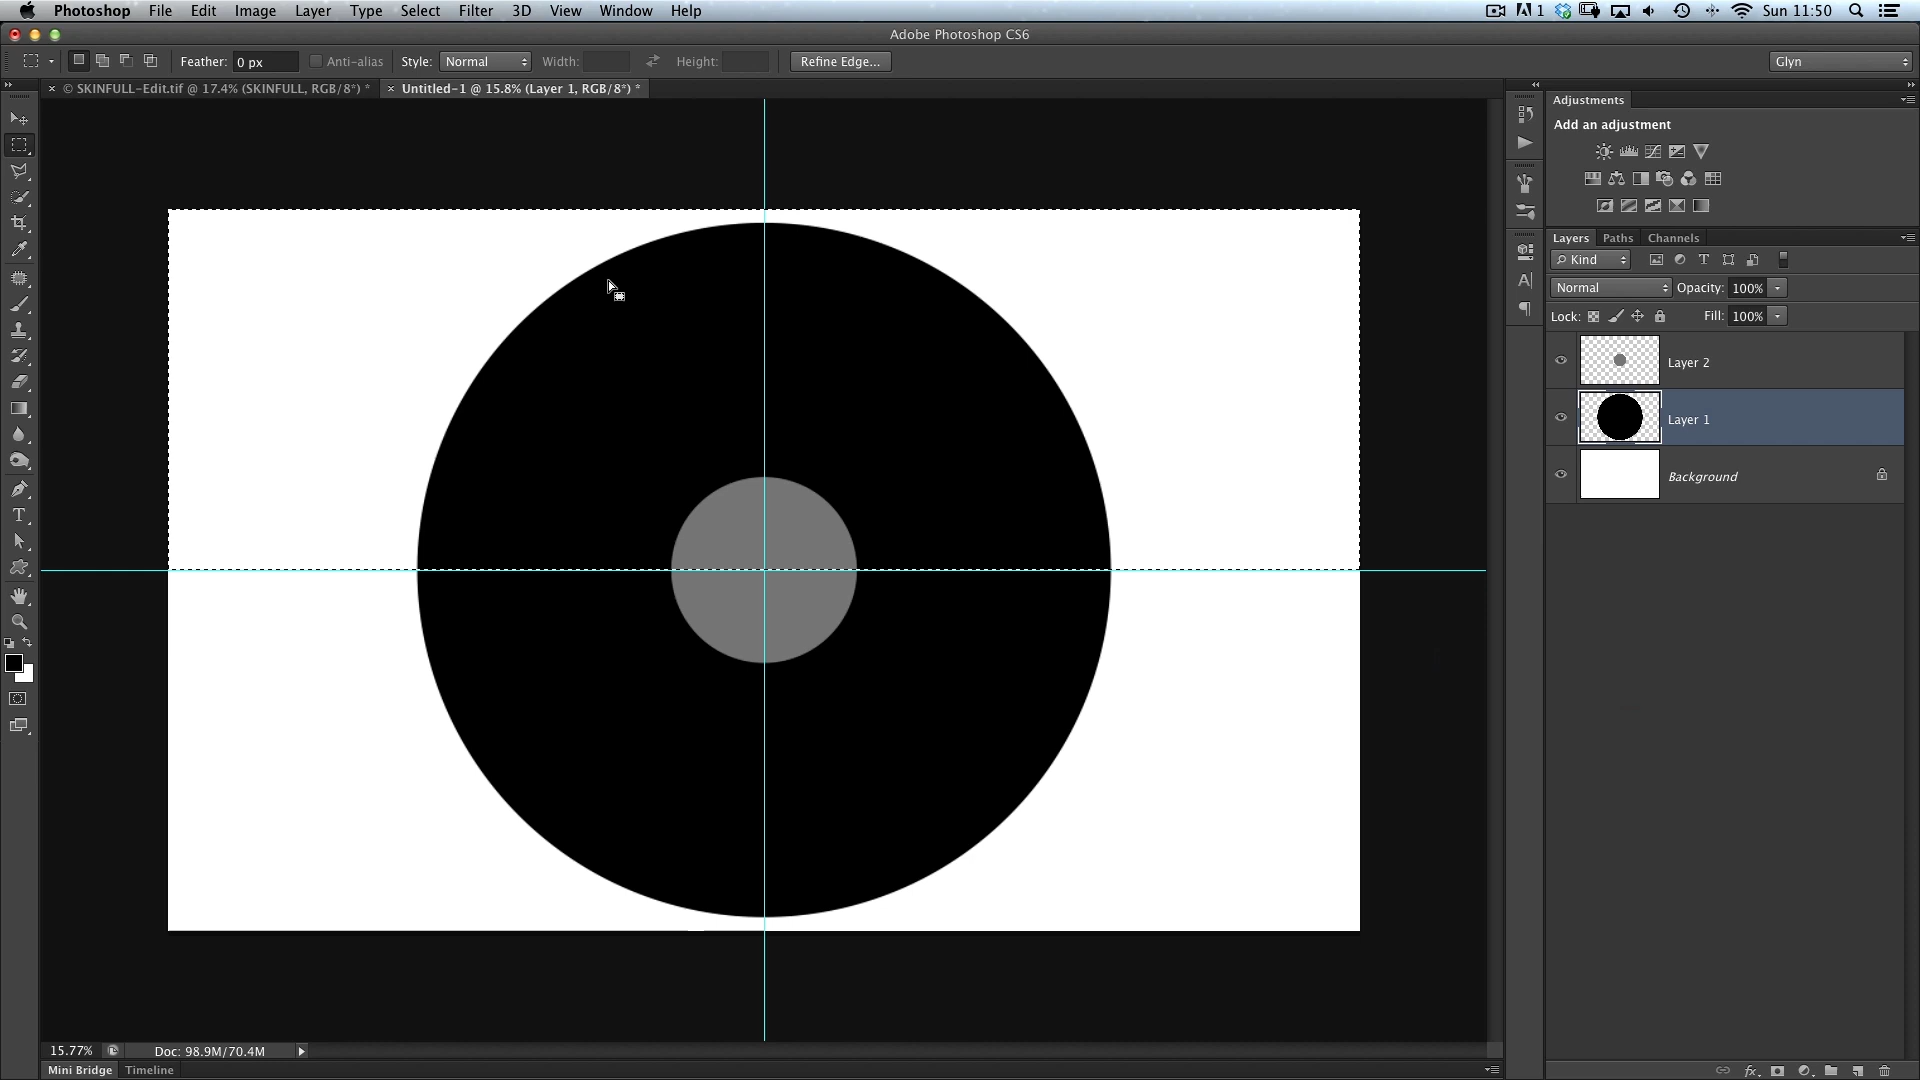 Photoshop File Edit Image Layer Type Select Filter 3D View Window Help 1 Sun 11:50
Adobe Photoshop CS6
Feather: 0 px Anti-alias Style: Normal Width: Height: Refine Edge... Glyn
× © SKINFULL-Edit.tif @ 17.4% (SKINFULL, RGB/8*) * × Untitled-1 @ 15.8% (Layer 1, RGB/8*) *
Adjustments
Add an adjustment
Layers Paths Channels
Kind
Normal Opacity: 100%
Lock: Fill: 100%
Layer 2
Layer 1
Background
15.77% Doc: 98.9M/70.4M
Mini Bridge Timeline
fx